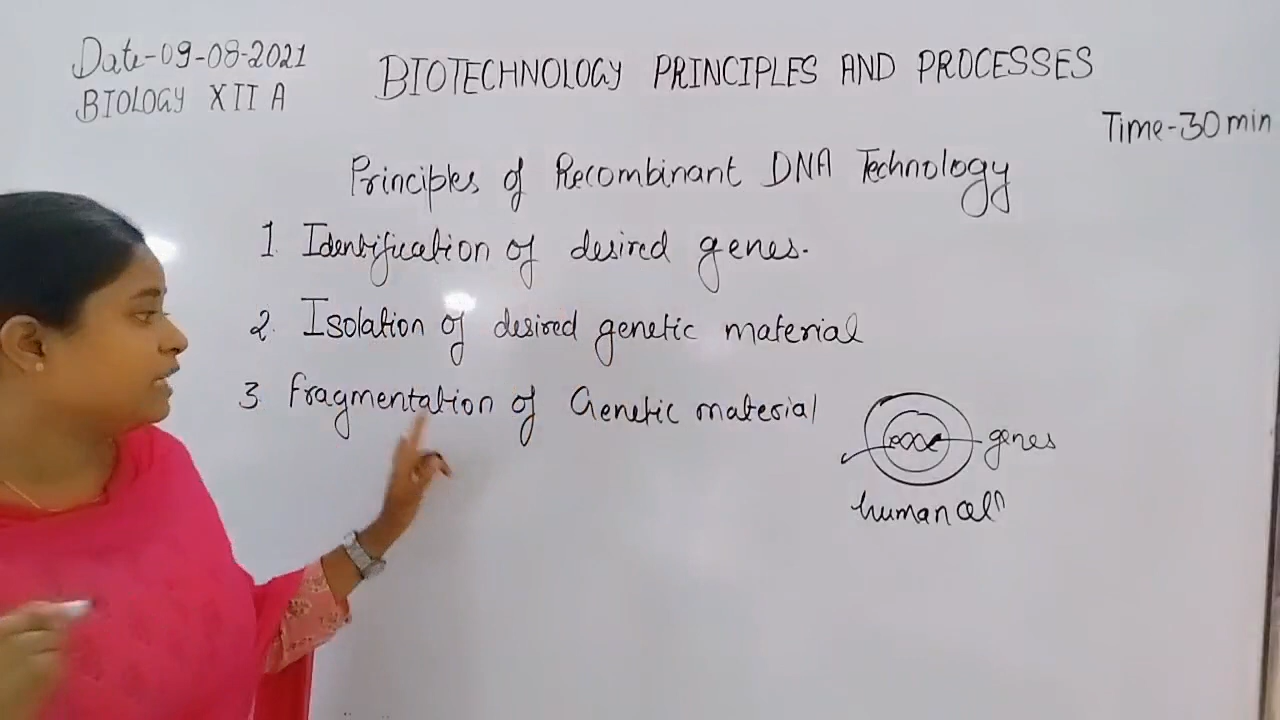 Date-09-08-2021
BIOLOGY XII A
BIOTECHNOLOGY PRINCIPLES AND PROCESSES
Time-30 min
Principles of Recombinant DNA Technology
1. Identification of desired genes.
2. Isolation of desired genetic material
3. Fragmentation of Genetic material
genes
human cell